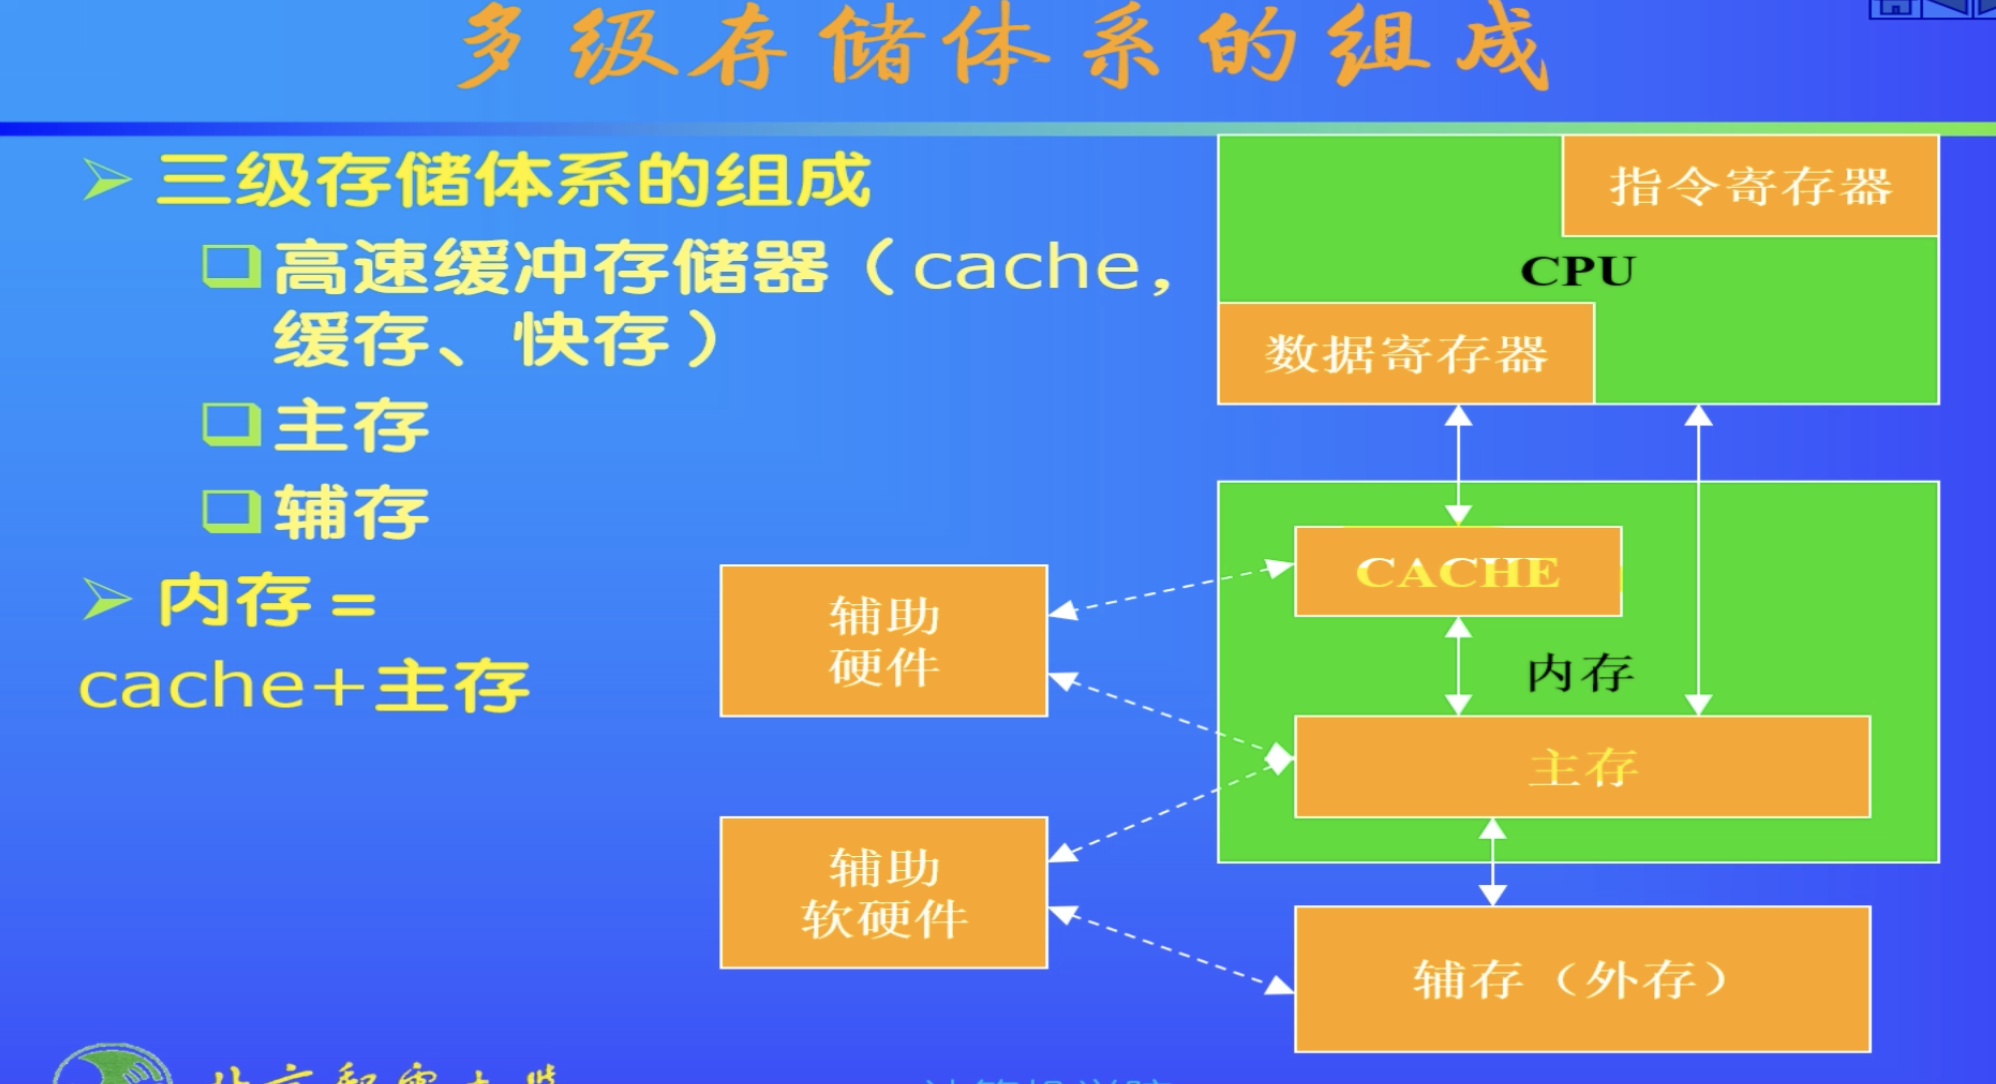 多级存储体系的组成
三级存储体系的组成
高速缓冲存储器（cache，
缓存、快存）
主存
辅存
内存=
cache+主存
指令寄存器
CPU
数据寄存器
CACHE
内存
主存
辅存（外存）
辅助
硬件
辅助
软硬件